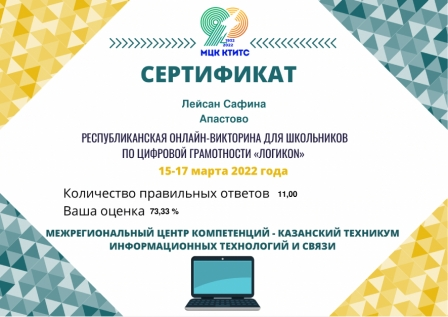 1932
2022
МЦК КТИТС
СЕРТИФИКАТ
Лейсан Сафина
Апастово
РЕСПУБЛИКАНСКАЯ ОНЛАЙН-ВИКТОРИНА ДЛЯ ШКОЛЬНИКОВ
ПО ЦИФРОВОЙ ГРАМОТНОСТИ «ЛОГИКОN»
15-17 марта 2022 года
Количество правильных ответов 11,00
Ваша оценка 73,33 %
МЕЖРЕГИОНАЛЬНЫЙ ЦЕНТР КОМПЕТЕНЦИЙ - КАЗАНСКИЙ ТЕХНИКУМ
ИНФОРМАЦИОННЫХ ТЕХНОЛОГИЙ И СВЯЗИ